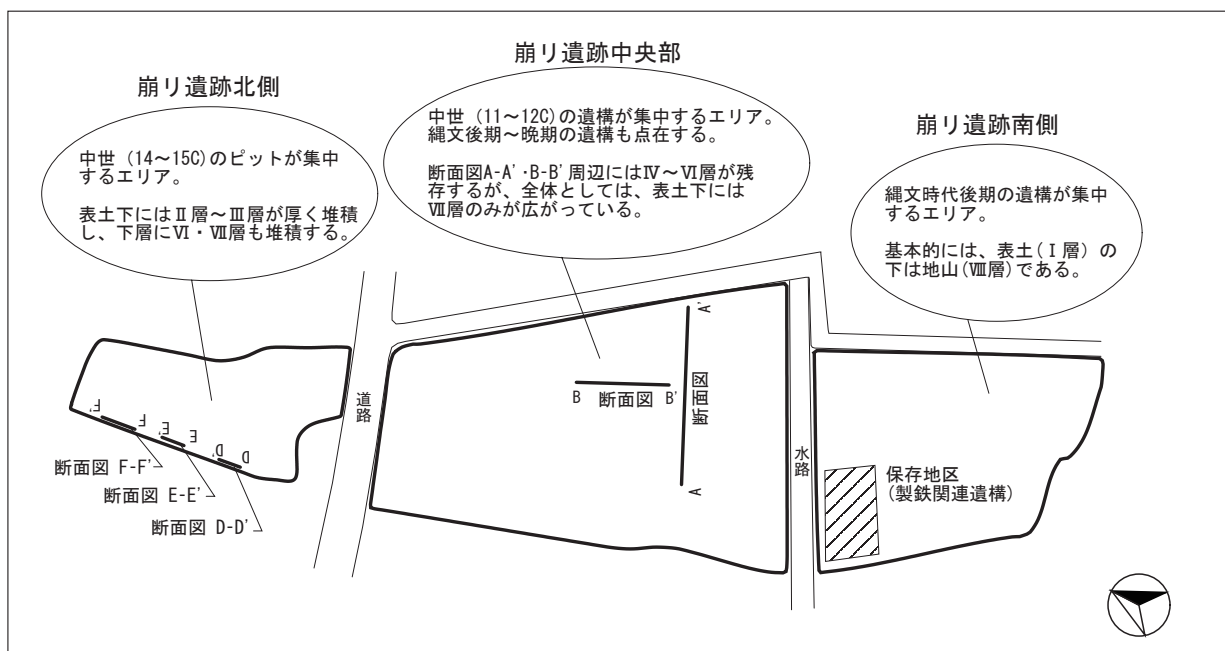 崩リ遺跡北側
中世（14～15C)のピットが集中
するエリア。
表土下にはⅡ層～Ⅲ層が厚く堆積
し、下層にⅥ・Ⅶ層も堆積する。
崩リ遺跡中央部
中世（11～12C)の遺構が集中するエリア。
縄文後期～晩期の遺構も点在する。
断面図A-A'・B-B'周辺にはⅣ～Ⅵ層が残
存するが、全体としては、表土下には
Ⅶ層のみが広がっている。
崩リ遺跡南側
縄文時代後期の遺構が集中
するエリア。
基本的には、表土(Ⅰ層）の
下は地山(Ⅷ層)である。
F'
F
E'
E
D'
D
断面図 F-F'
断面図 E-E'
断面図 D-D'
道路
B 断面図 B'
A'
断面図
A
水路
保存地区
(製鉄関連遺構)